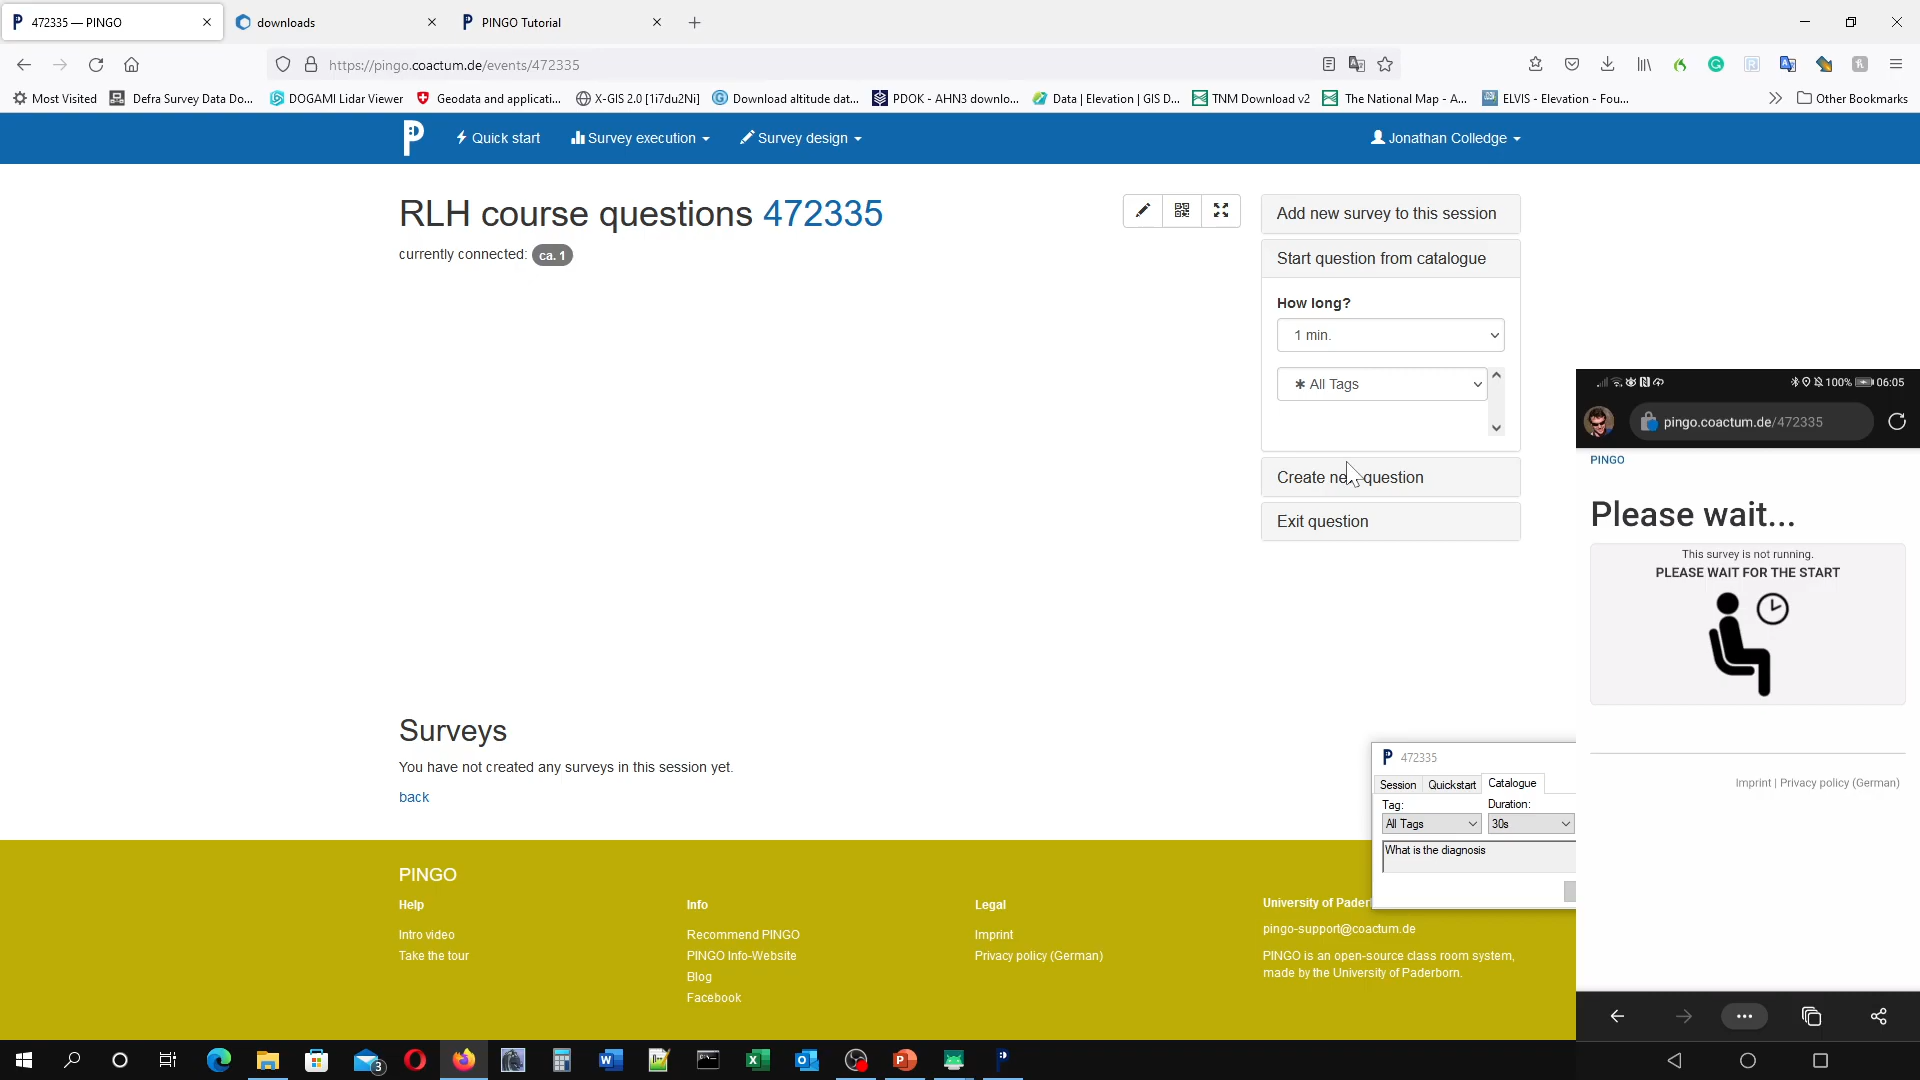 472335 — PINGO
downloads
PINGO Tutorial
https://pingo.coactum.de/events/472335
Most Visited
Defra Survey Data Do...
DOGAMI Lidar Viewer
Geodata and applicati...
X-GIS 2.0 [1i7du2Ni]
Download altitude dat...
PDOK - AHN3 downlo...
Data | Elevation | GIS D...
TNM Download v2
The National Map - A...
ELVIS - Elevation - Fou...
Other Bookmarks
Quick start
Survey execution
Survey design
Jonathan Colledge
RLH course questions 472335
currently connected: ca. 1
Add new survey to this session
Start question from catalogue
How long?
1 min.
✱ All Tags
Create new question
Exit question
06:05
100%
pingo.coactum.de/472335
PINGO
Please wait...
This survey is not running.
PLEASE WAIT FOR THE START
Imprint | Privacy policy (German)
Surveys
You have not created any surveys in this session yet.
back
472335
Session
Quickstart
Catalogue
Tag:
Duration:
All Tags
30s
What is the diagnosis
PINGO
Help
Intro video
Take the tour
Info
Recommend PINGO
PINGO Info-Website
Blog
Facebook
Legal
Imprint
Privacy policy (German)
University of Pader
pingo-support@coactum.de
PINGO is an open-source class room system,
made by the University of Paderborn.
3